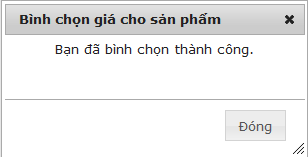 Bình chọn giá cho sản phẩm
Bạn đã bình chọn thành công.
Đóng